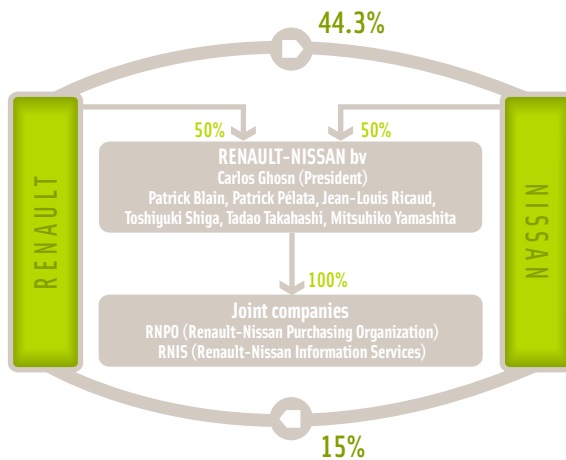 44.3%
RENAULT
NISSAN
50%
50%
RENAULT-NISSAN bv
Carlos Ghosn (President)
Patrick Blain, Patrick Pélata, Jean-Louis Ricaud,
Toshiyuki Shiga, Tadao Takahashi, Mitsuhiko Yamashita
100%
Joint companies
RNPO (Renault-Nissan Purchasing Organization)
RNIS (Renault-Nissan Information Services)
15%